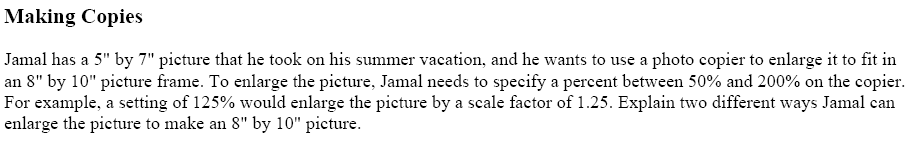 Making Copies
Jamal has a 5" by 7" picture that he took on his summer vacation, and he wants to use a photo copier to enlarge it to fit in
an 8" by 10" picture frame. To enlarge the picture, Jamal needs to specify a percent between 50% and 200% on the copier.
For example, a setting of 125% would enlarge the picture by a scale factor of 1.25. Explain two different ways Jamal can
enlarge the picture to make an 8" by 10" picture.